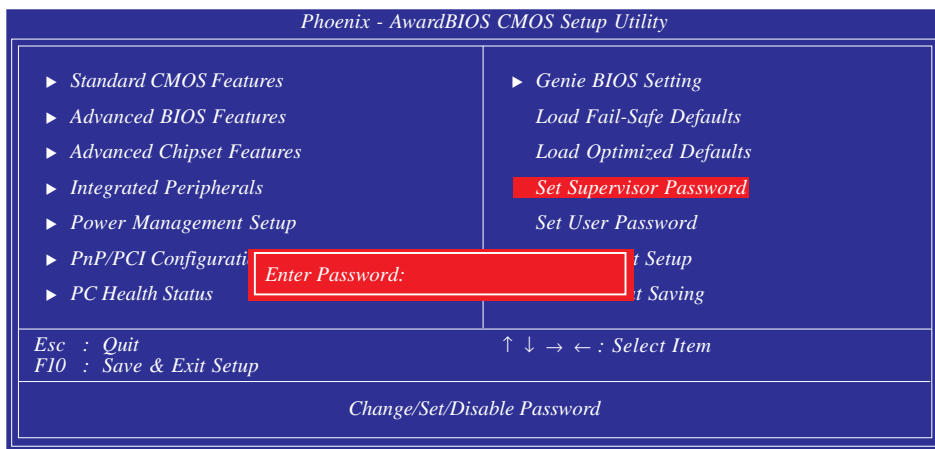 Phoenix - AwardBIOS CMOS Setup Utility
▶ Standard CMOS Features
▶ Advanced BIOS Features
▶ Advanced Chipset Features
▶ Integrated Peripherals
▶ Power Management Setup
▶ PnP/PCI Configurati
▶ PC Health Status
▶ Genie BIOS Setting
Load Fail-Safe Defaults
Load Optimized Defaults
Set Supervisor Password
Set User Password
t Setup
t Saving
Enter Password:
Esc : Quit
F10 : Save & Exit Setup
↑ ↓ → ← : Select Item
Change/Set/Disable Password